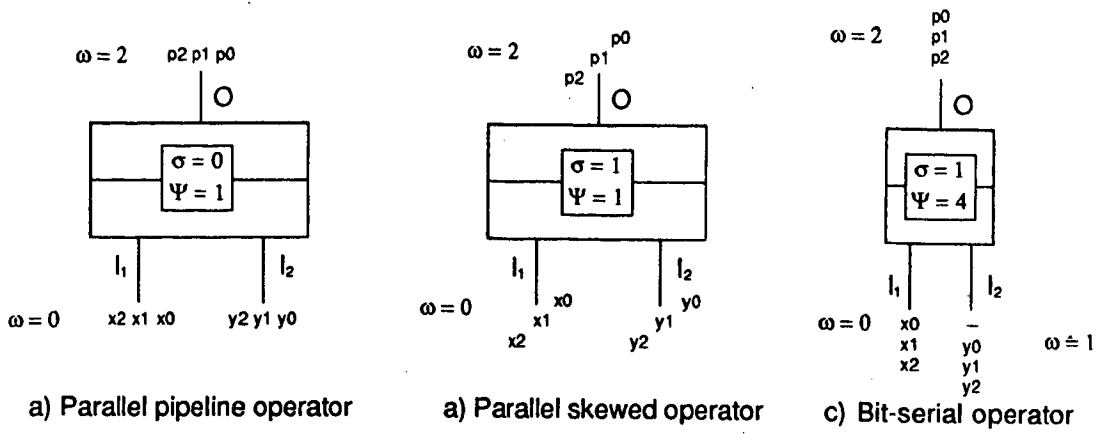 ω = 2 p2 p1 p0
O
σ = 0
Ψ = 1
I₁ I₂
ω = 0 x2 x1 x0 y2 y1 y0
a) Parallel pipeline operator
ω = 2 p2 p1 p0
O
σ = 1
Ψ = 1
I₁ I₂
ω = 0 x2 x1 x0 y2 y1 y0
a) Parallel skewed operator
p0
ω = 2 p1
p2
O
σ = 1
Ψ = 4
I₁ I₂
ω = 0 x0 –
x1 y0 ω ≐ 1
x2 y1
y2
c) Bit-serial operator